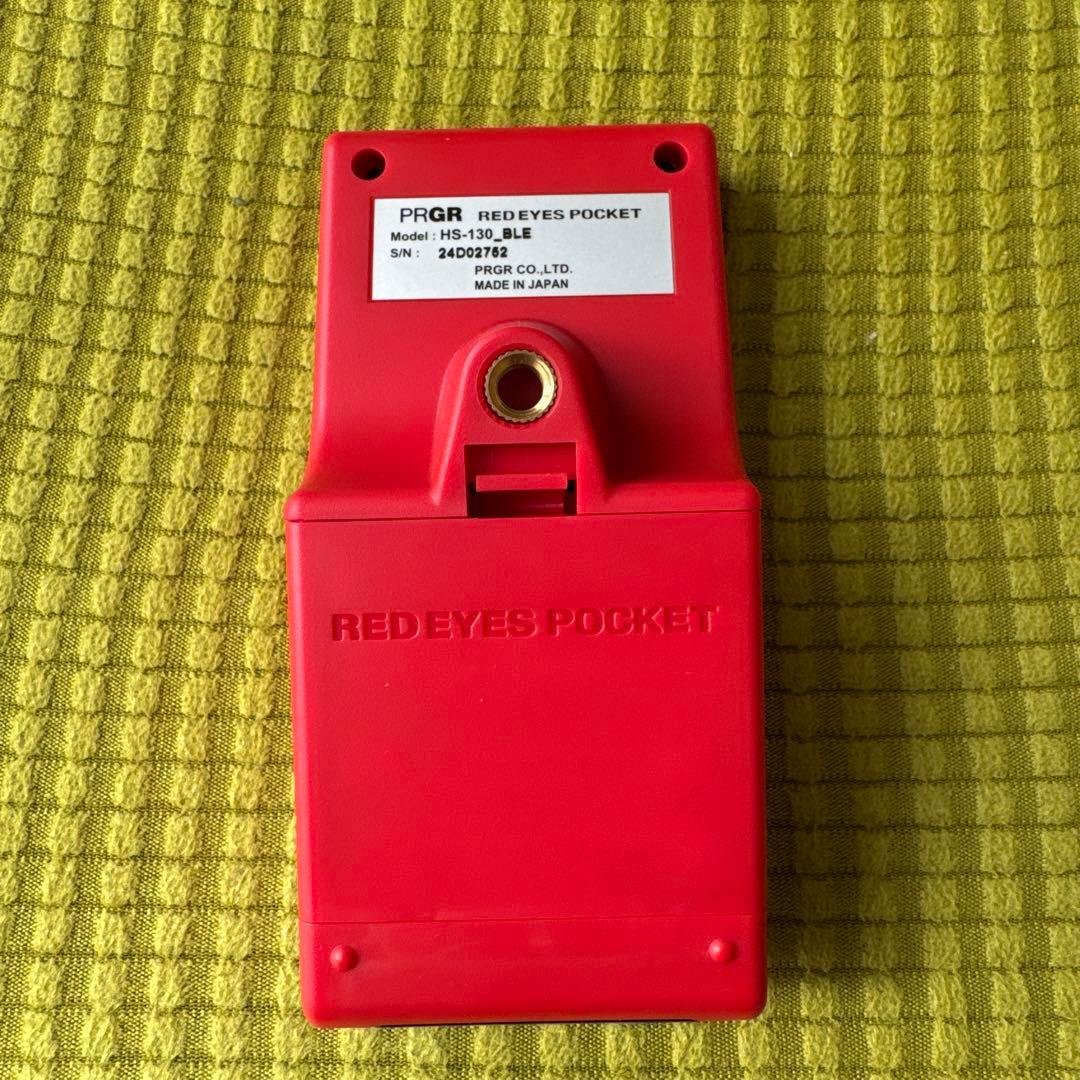 PRGR RED EYES POCKET
Model : HS-130_BLE
S/N : 24D02752
PRGR CO.,LTD.
MADE IN JAPAN
RED EYES POCKET